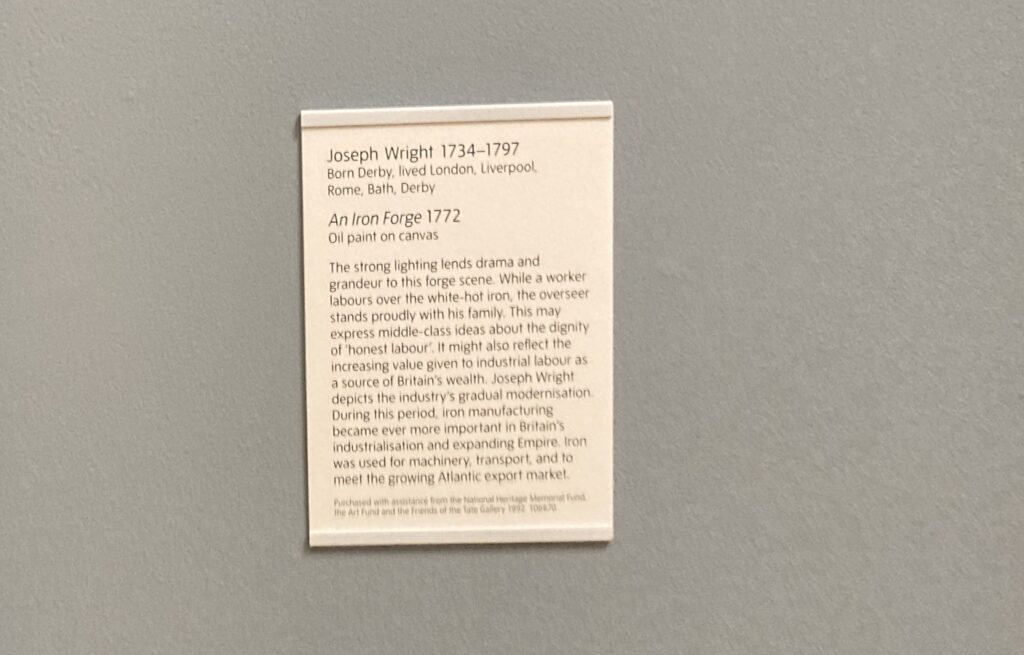 Joseph Wright 1734–1797
Born Derby, lived London, Liverpool,
Rome, Bath, Derby
An Iron Forge 1772
Oil paint on canvas
The strong lighting lends drama and
grandeur to this forge scene. While a worker
labours over the white-hot iron, the overseer
stands proudly with his family. This may
express middle-class ideas about the dignity
of ‘honest labour’. It might also reflect the
increasing value given to industrial labour as
a source of Britain’s wealth. Joseph Wright
depicts the industry’s gradual modernisation.
During this period, iron manufacturing
became ever more important in Britain’s
industrialisation and expanding Empire. Iron
was used for machinery, transport, and to
meet the growing Atlantic export market.
Purchased with assistance from the National Heritage Memorial Fund,
the Art Fund and the Friends of the Tate Gallery 1992